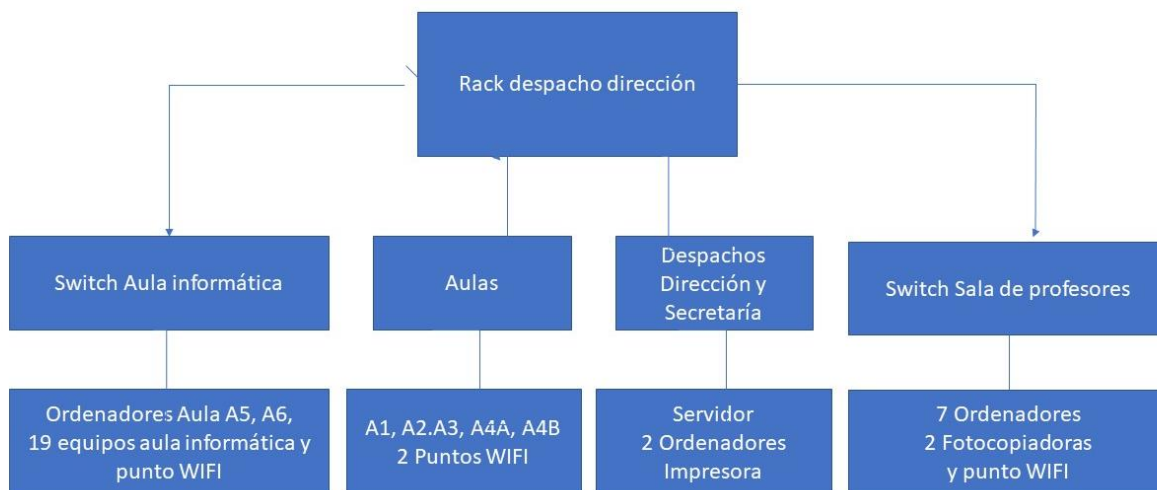 Rack despacho dirección
Switch Aula informática
Aulas
Despachos
Dirección y
Secretaría
Switch Sala de profesores
Ordenadores Aula A5, A6,
19 equipos aula informática y
punto WIFI
A1, A2.A3, A4A, A4B
2 Puntos WIFI
Servidor
2 Ordenadores
Impresora
7 Ordenadores
2 Fotocopiadoras
y punto WIFI